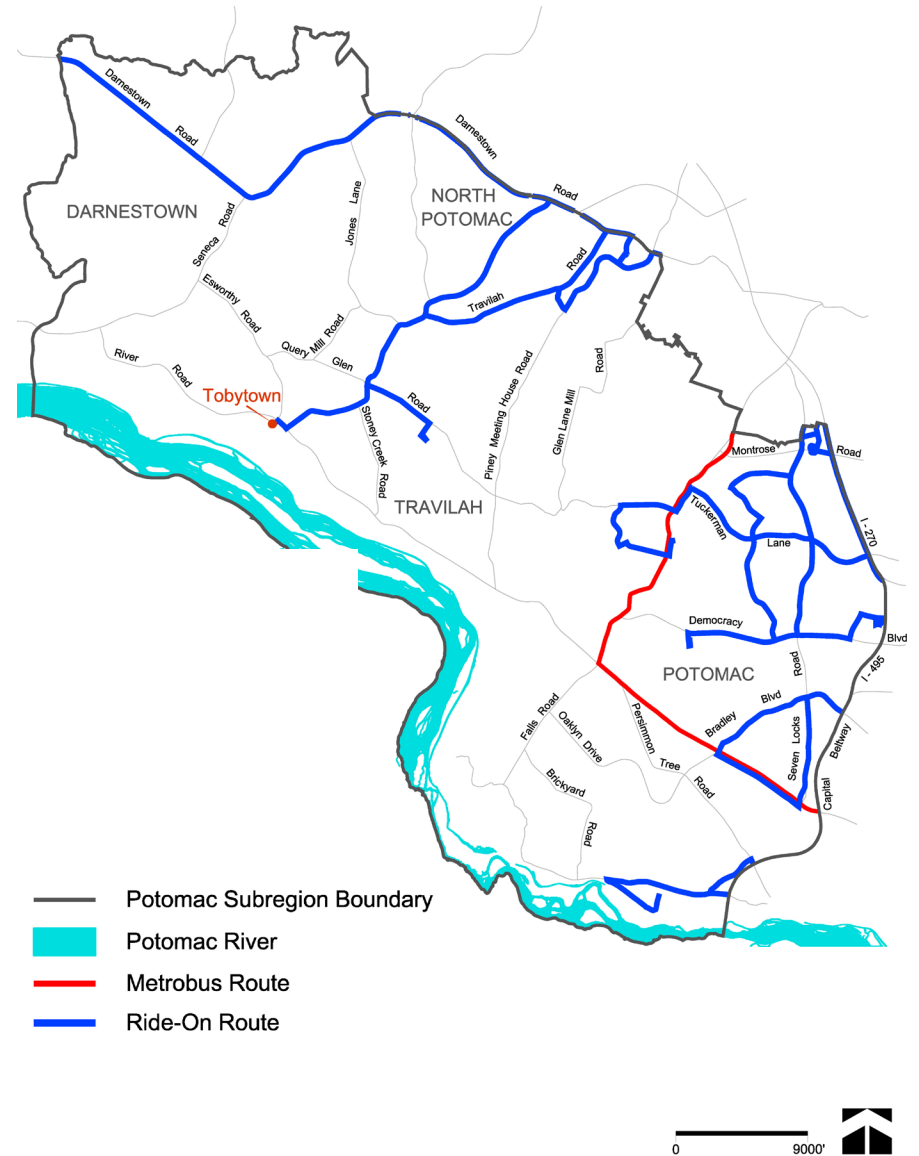 Darnestown
Road
Darnestown
Road
DARNESTOWN
NORTH
POTOMAC
Seneca Road
Jones Lane
Road
Esworthy
Road
Travilah
Query Mill Road
River
Road
Glen
Road
Tobytown
Stoney Creek
Road
Piney Meeting House Road
Glen Lane Mill Road
Montrose
Road
TRAVILAH
Tuckerman
Lane
I - 270
Democracy
Blvd
POTOMAC
Road
I - 495
Falls Road
Oaklyn Drive
Persimmon
Tree
Road
Bradley
Blvd
Seven Locks
Beltway
Capital
Brickyard
Road
Potomac Subregion Boundary
Potomac River
Metrobus Route
Ride-On Route
0
9000'